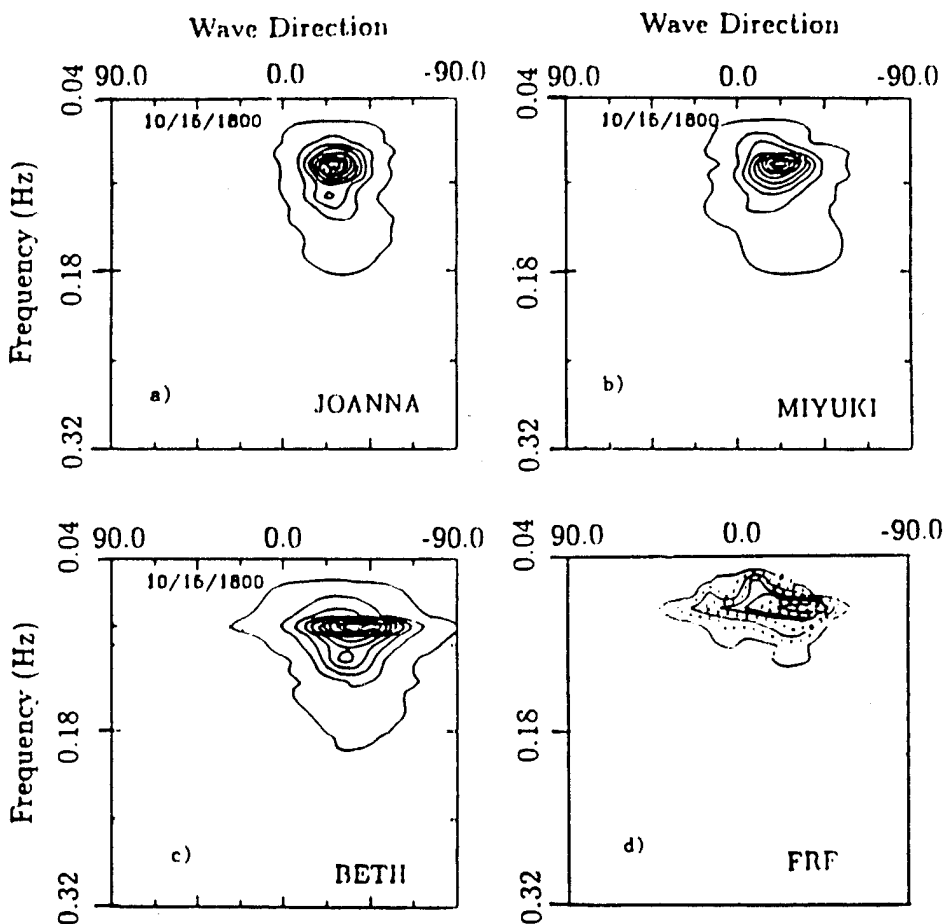 Wave Direction
90.0 0.0 -90.0
0.04
10/15/1800
Frequency (Hz)
0.18
a)
JOANNA
0.32
Wave Direction
90.0 0.0 -90.0
0.04
10/15/1800
0.18
b)
MIYUKI
0.32
90.0 0.0 -90.0
0.04
10/15/1800
Frequency (Hz)
0.18
c)
BETH
0.32
90.0 0.0 -90.0
0.04
0.18
d)
FRF
0.32